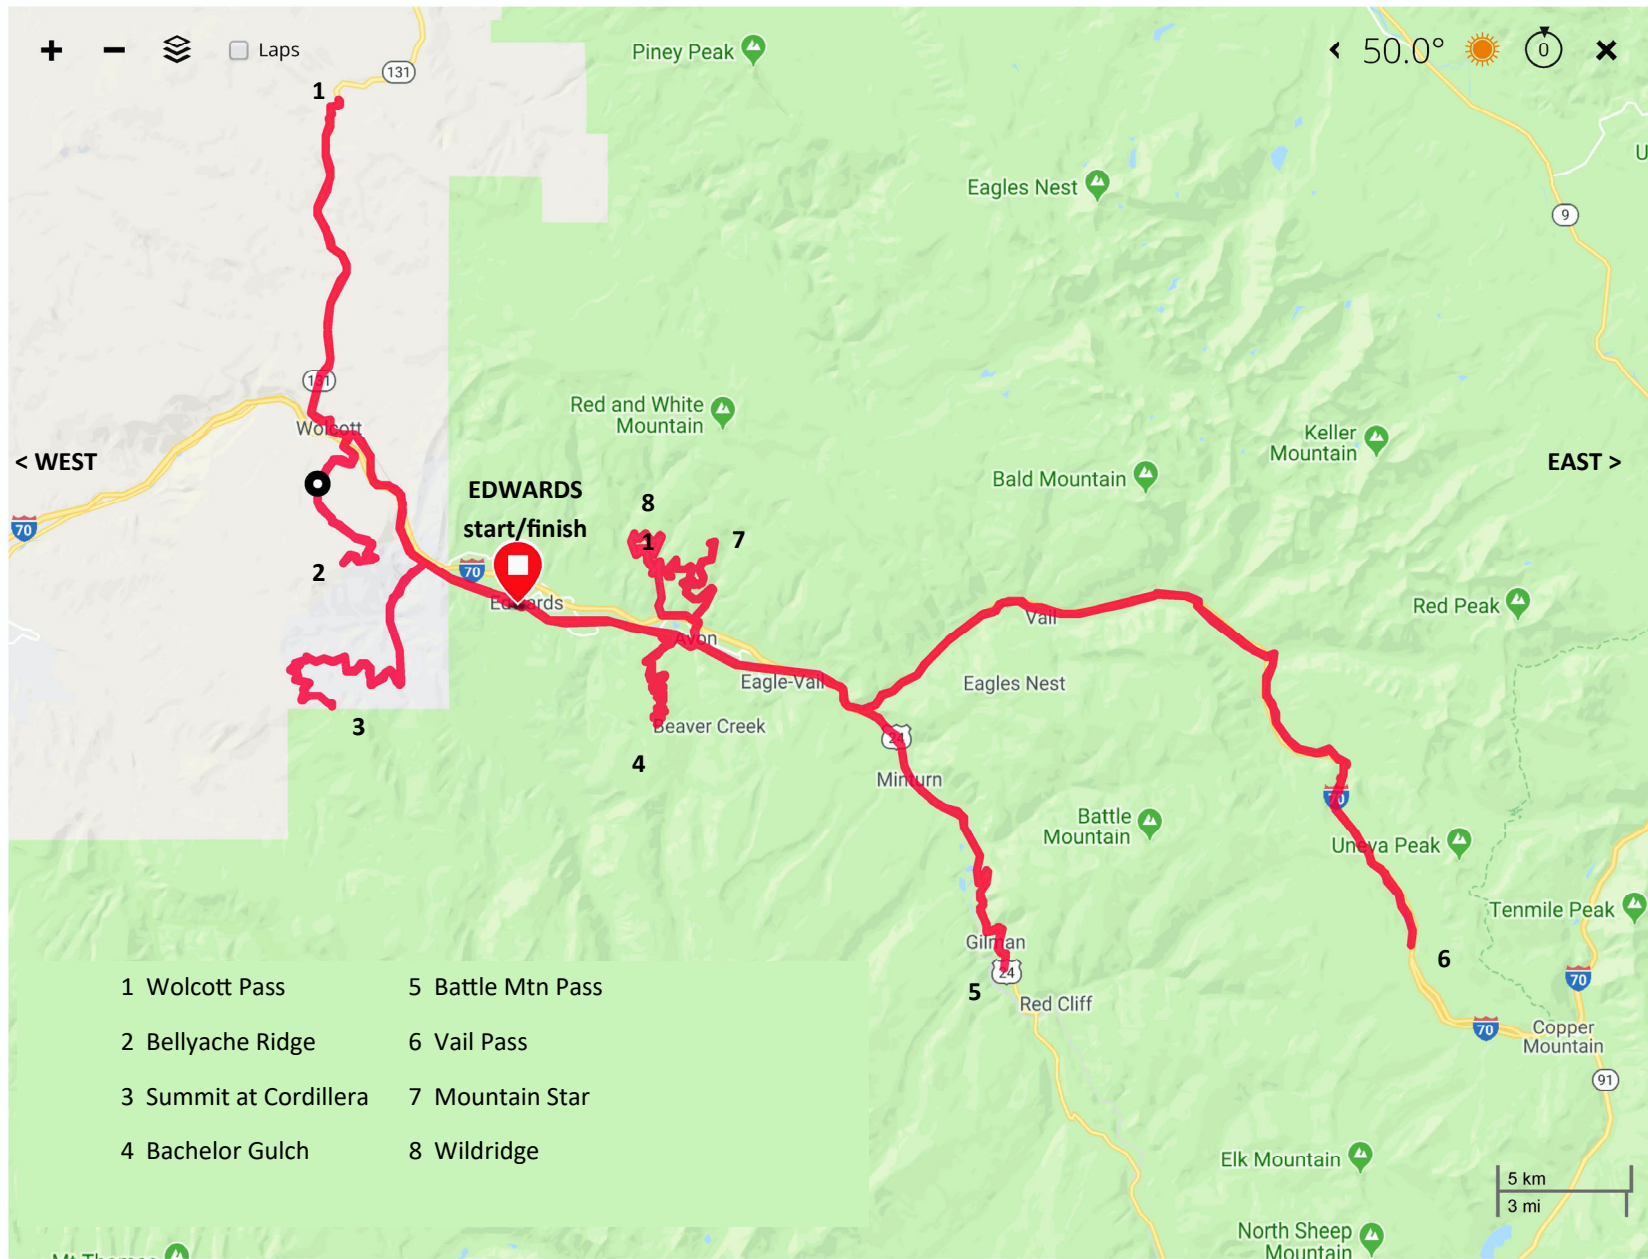 + − Laps
< 50.0° 0 ×
Piney Peak
131
1
Eagles Nest
9
U
131
Red and White
Mountain
Wolcott
Keller
Mountain
< WEST
EAST >
Bald Mountain
70
EDWARDS
start/finish
8
1
7
2
70
Edwards
Red Peak
Vail
Avon
Eagle-Vail
Eagles Nest
3
Beaver Creek
24
4
Minturn
70
Battle
Mountain
Uneva Peak
Tenmile Peak
Gilman
6
24
5
70
Red Cliff
70
Copper
Mountain
91
1 Wolcott Pass
2 Bellyache Ridge
3 Summit at Cordillera
4 Bachelor Gulch
5 Battle Mtn Pass
6 Vail Pass
7 Mountain Star
8 Wildridge
Elk Mountain
5 km
3 mi
North Sheep
Mountain
Mt Thomas